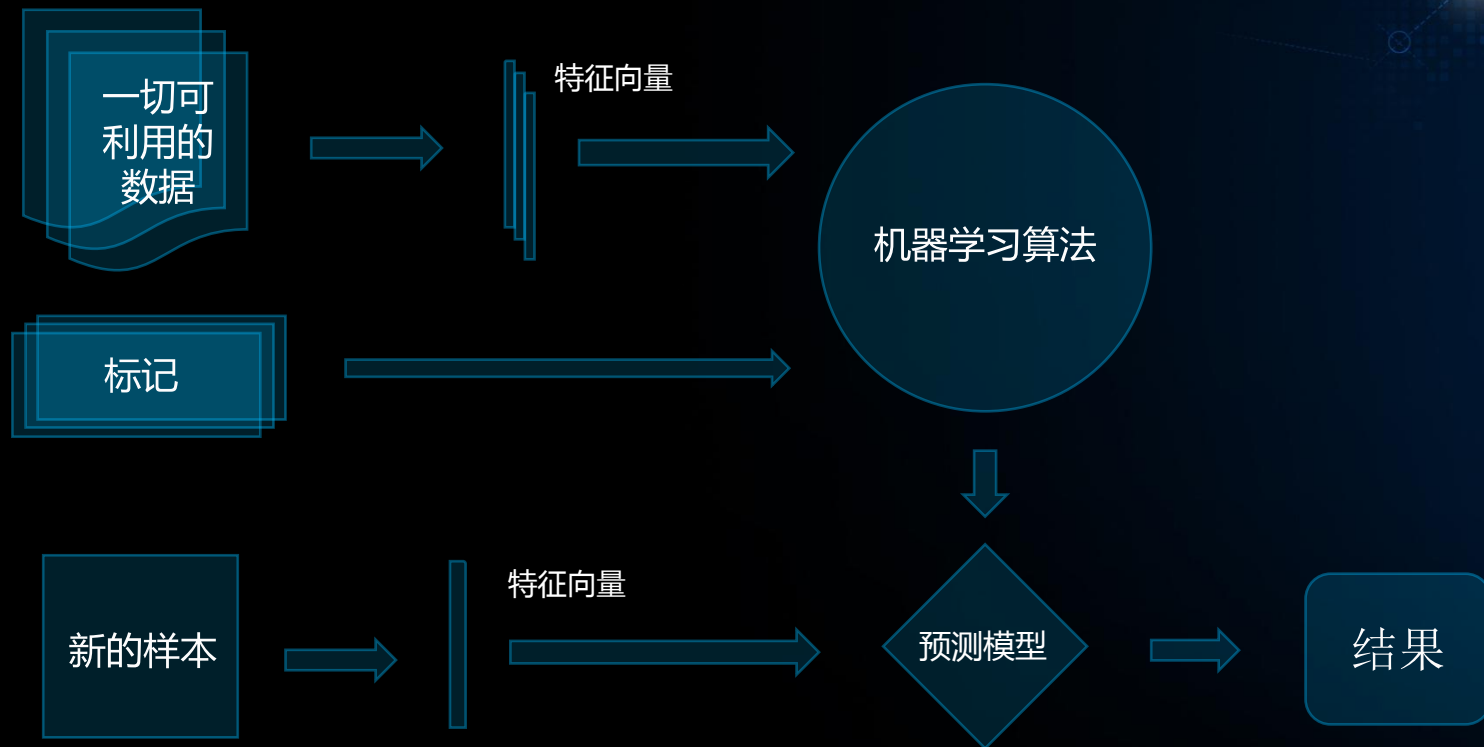 一切可
利用的
数据
特征向量
机器学习算法
标记
特征向量
新的样本
预测模型
结果